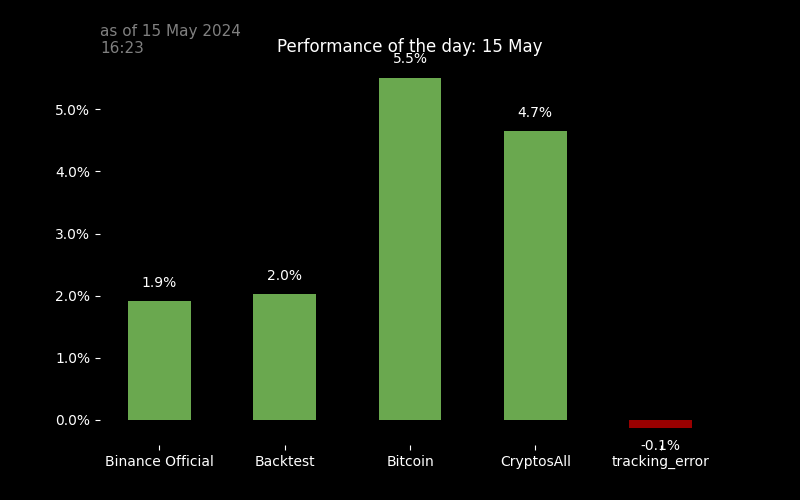 as of 15 May 2024
16:23
Performance of the day: 15 May
5.5%
4.7%
5.0%
4.0%
3.0%
2.0%
1.0%
0.0%
1.9%
2.0%
-0.1%
Binance Official
Backtest
Bitcoin
CryptosAll
tracking_error